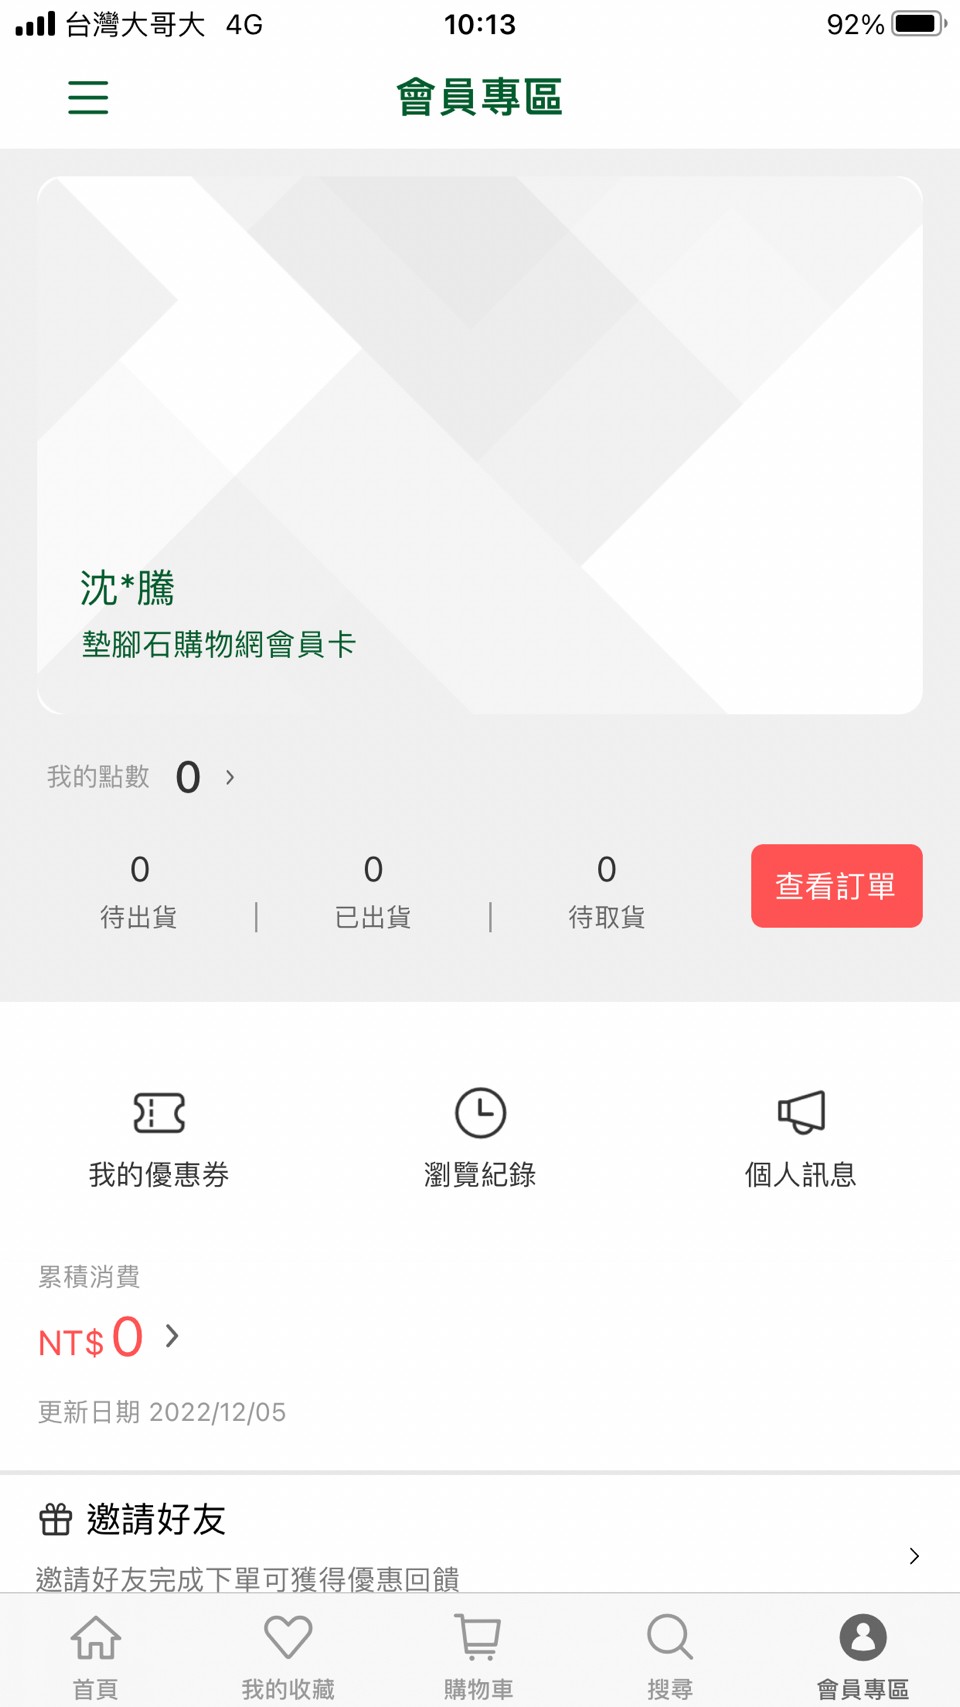 台灣大哥大 4G 10:13 92%
會員專區
沈*騰
墊腳石購物網會員卡
我的點數 0
0 0 0
待出貨 已出貨 待取貨
查看訂單
我的優惠券 瀏覽紀錄 個人訊息
累積消費
NT$0
更新日期 2022/12/05
邀請好友
邀請好友完成下單可獲得優惠回饋
首頁 我的收藏 購物車 搜尋 會員專區